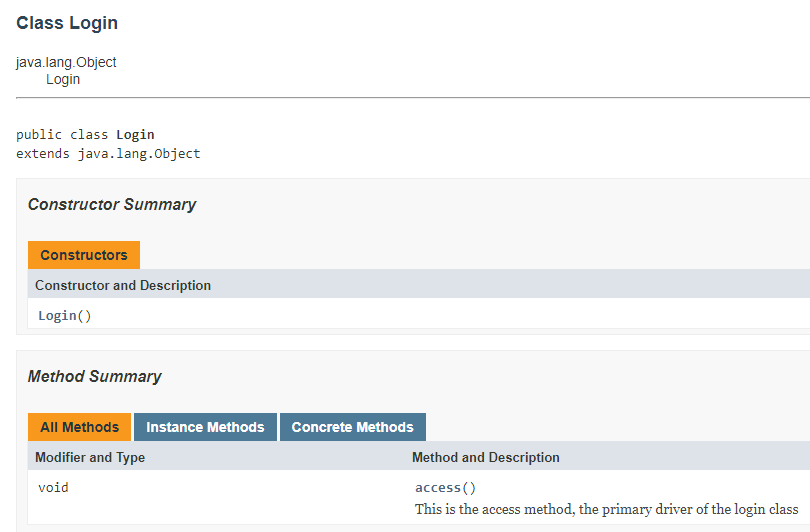 Class Login
java.lang.Object
Login
public class Login
extends java.lang.Object
Constructor Summary
Constructors
Constructor and Description
Login()
Method Summary
All Methods Instance Methods Concrete Methods
Modifier and Type Method and Description
void access()
This is the access method, the primary driver of the login class